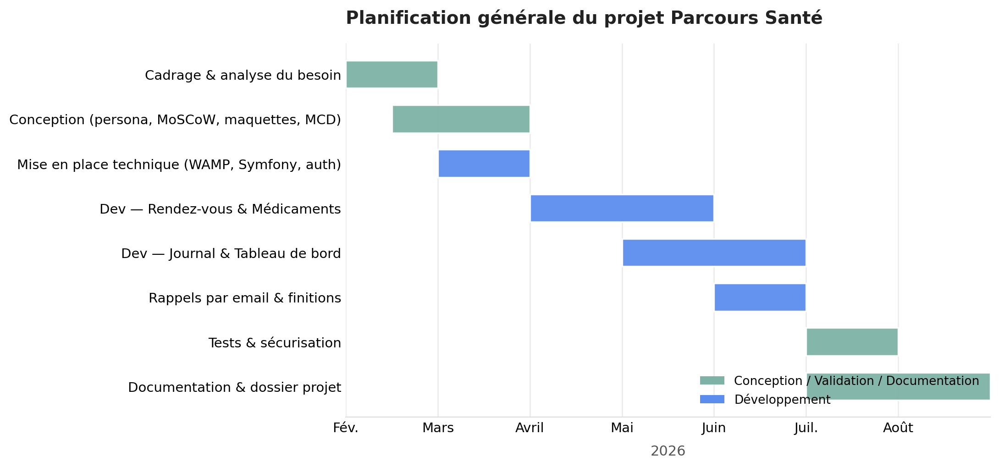 Planification générale du projet Parcours Santé
Cadrage & analyse du besoin
Conception (persona, MoSCoW, maquettes, MCD)
Mise en place technique (WAMP, Symfony, auth)
Dev — Rendez-vous & Médicaments
Dev — Journal & Tableau de bord
Rappels par email & finitions
Tests & sécurisation
Documentation & dossier projet
Conception / Validation / Documentation
Développement
Fév. Mars Avril Mai Juin Juil. Août
2026